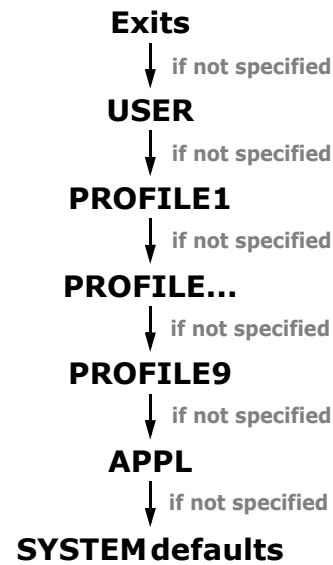 Exits
if not specified
USER
if not specified
PROFILE1
if not specified
PROFILE...
if not specified
PROFILE9
if not specified
APPL
if not specified
SYSTEM defaults